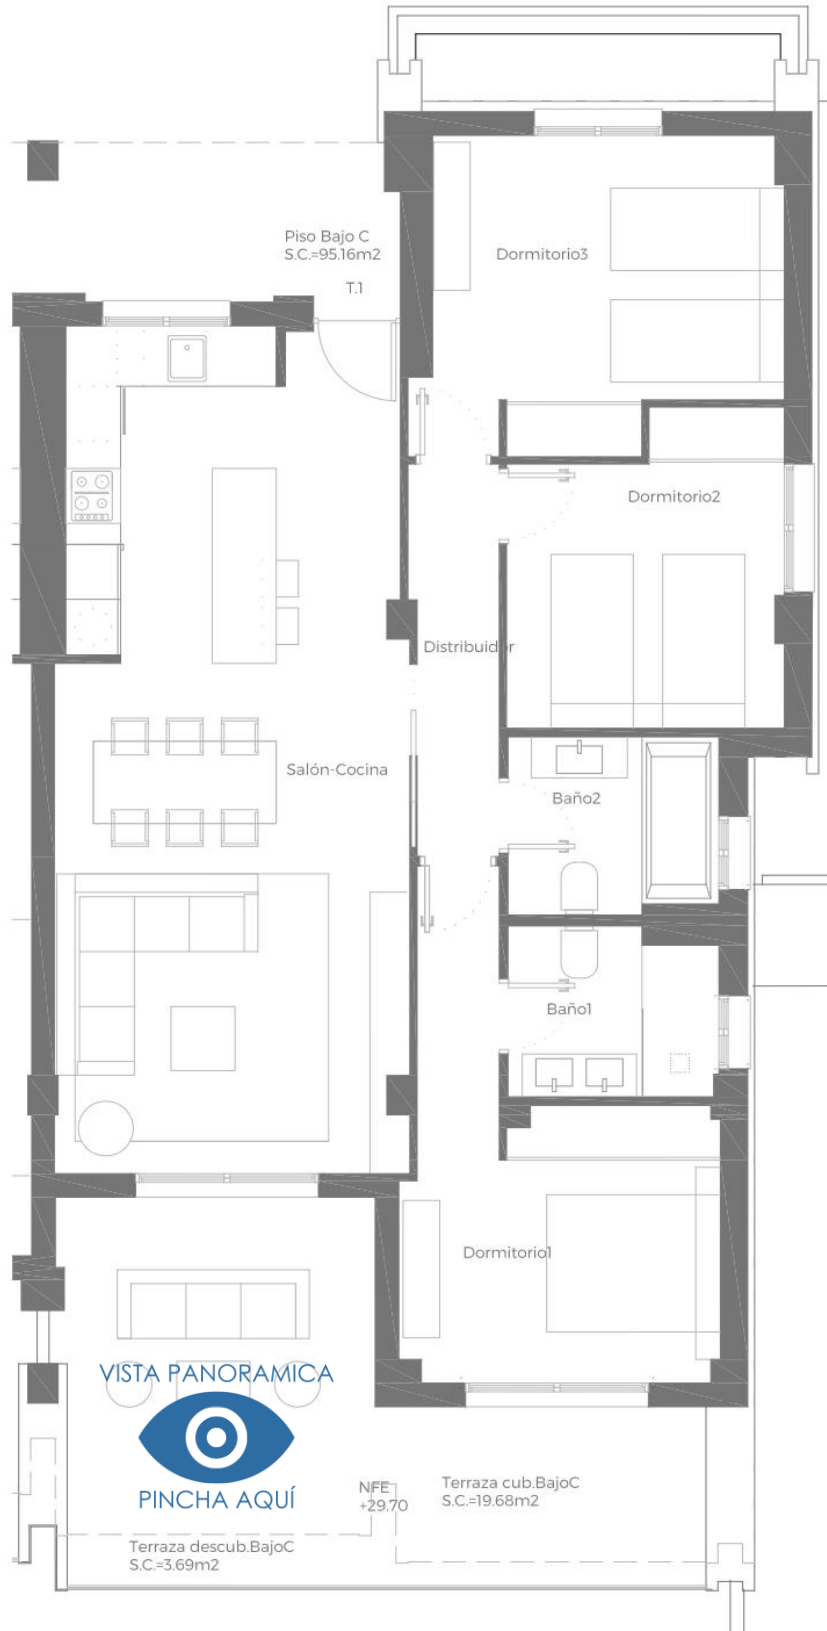 Piso Bajo C
S.C.=95.16m2
T.1
Dormitorio3
Dormitorio2
Distribuidor
Salón-Cocina
Baño2
Baño1
Dormitorio1
VISTA PANORAMICA
PINCHA AQUÍ
NFE
+29.70
Terraza cub.BajoC
S.C.=19.68m2
Terraza descub.BajoC
S.C.=3.69m2